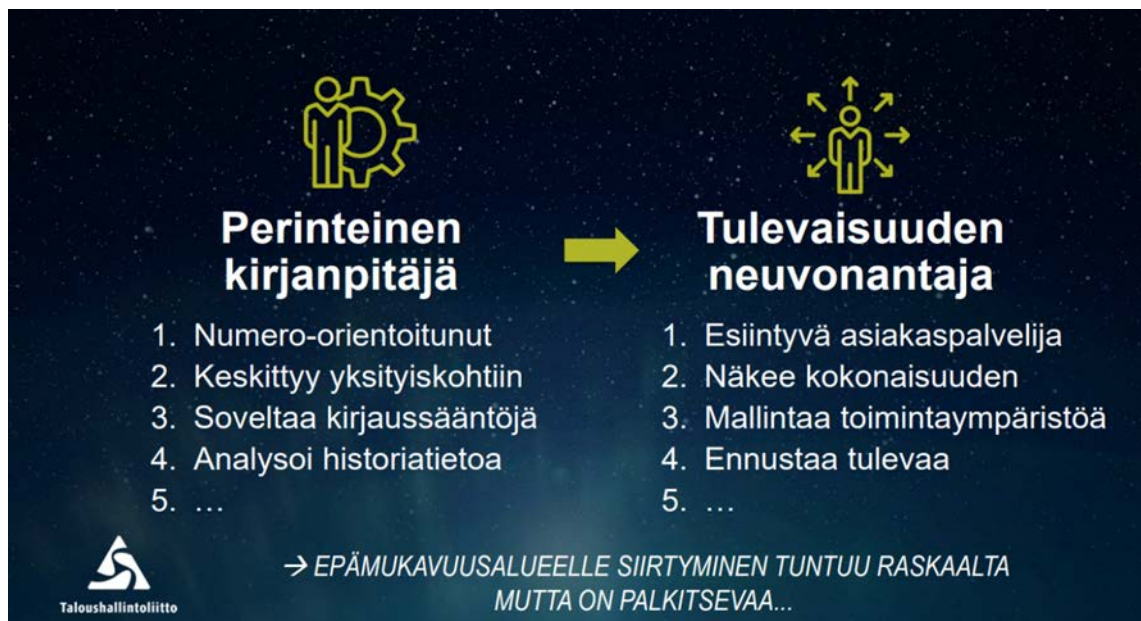 Perinteinen
kirjanpitäjä
1. Numero-orientoitunut
2. Keskittyy yksityiskohtiin
3. Soveltaa kirjaussääntöjä
4. Analysoi historiatietoa
5. …
Tulevaisuuden
neuvonantaja
1. Esiintyvä asiakaspalvelija
2. Näkee kokonaisuuden
3. Mallintaa toimintaympäristöä
4. Ennustaa tulevaa
5. …
→ EPÄMUKAVUUSALUEELLE SIIRTYMINEN TUNTUU RASKAALTA
MUTTA ON PALKITSEVAA...
Taloushallintoliitto